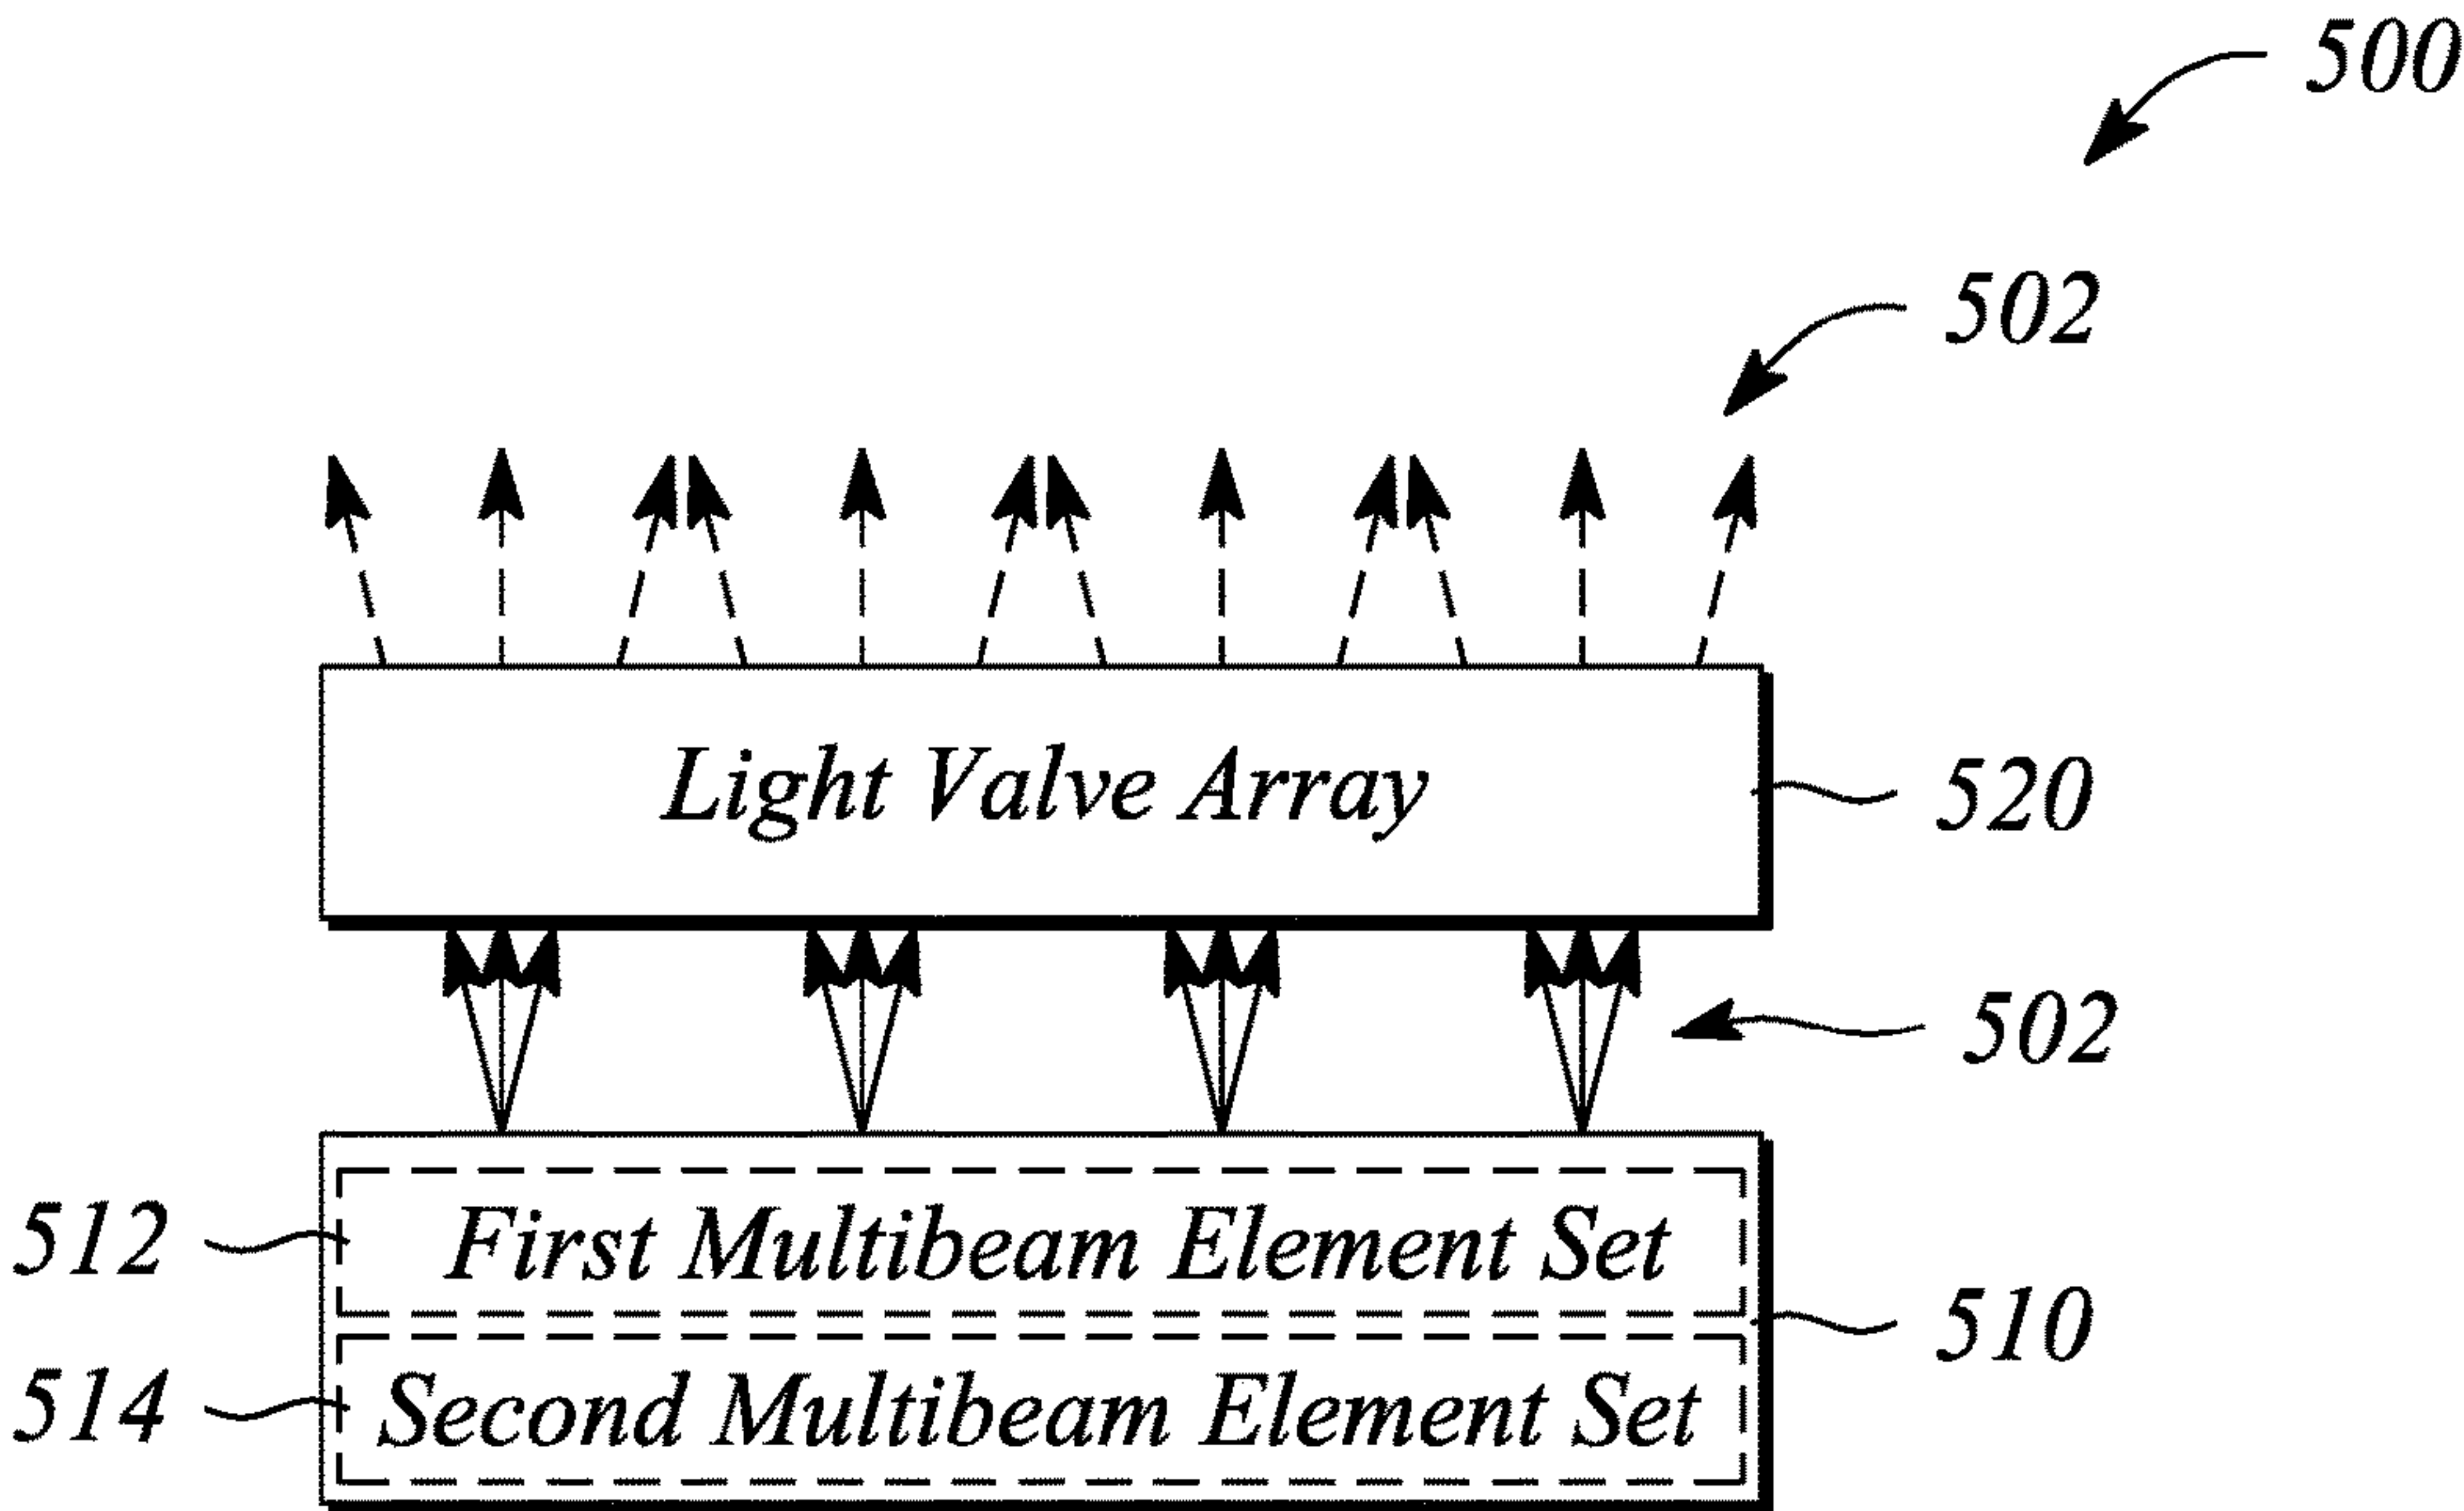 500
502
Light Valve Array
520
502
512
First Multibeam Element Set
510
514
Second Multibeam Element Set